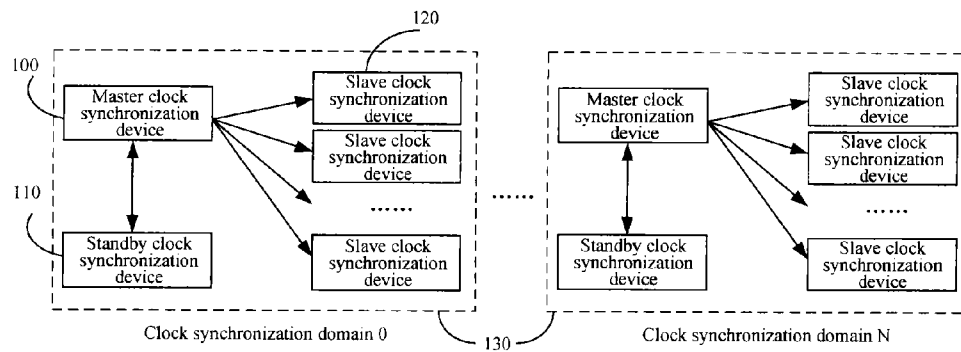 120
100
Master clock
synchronization
device
Slave clock
synchronization
device
Slave clock
synchronization
device
......
110
Standby clock
synchronization
device
Slave clock
synchronization
device
Clock synchronization domain 0
......
130
Master clock
synchronization
device
Slave clock
synchronization
device
Slave clock
synchronization
device
......
Standby clock
synchronization
device
Slave clock
synchronization
device
Clock synchronization domain N